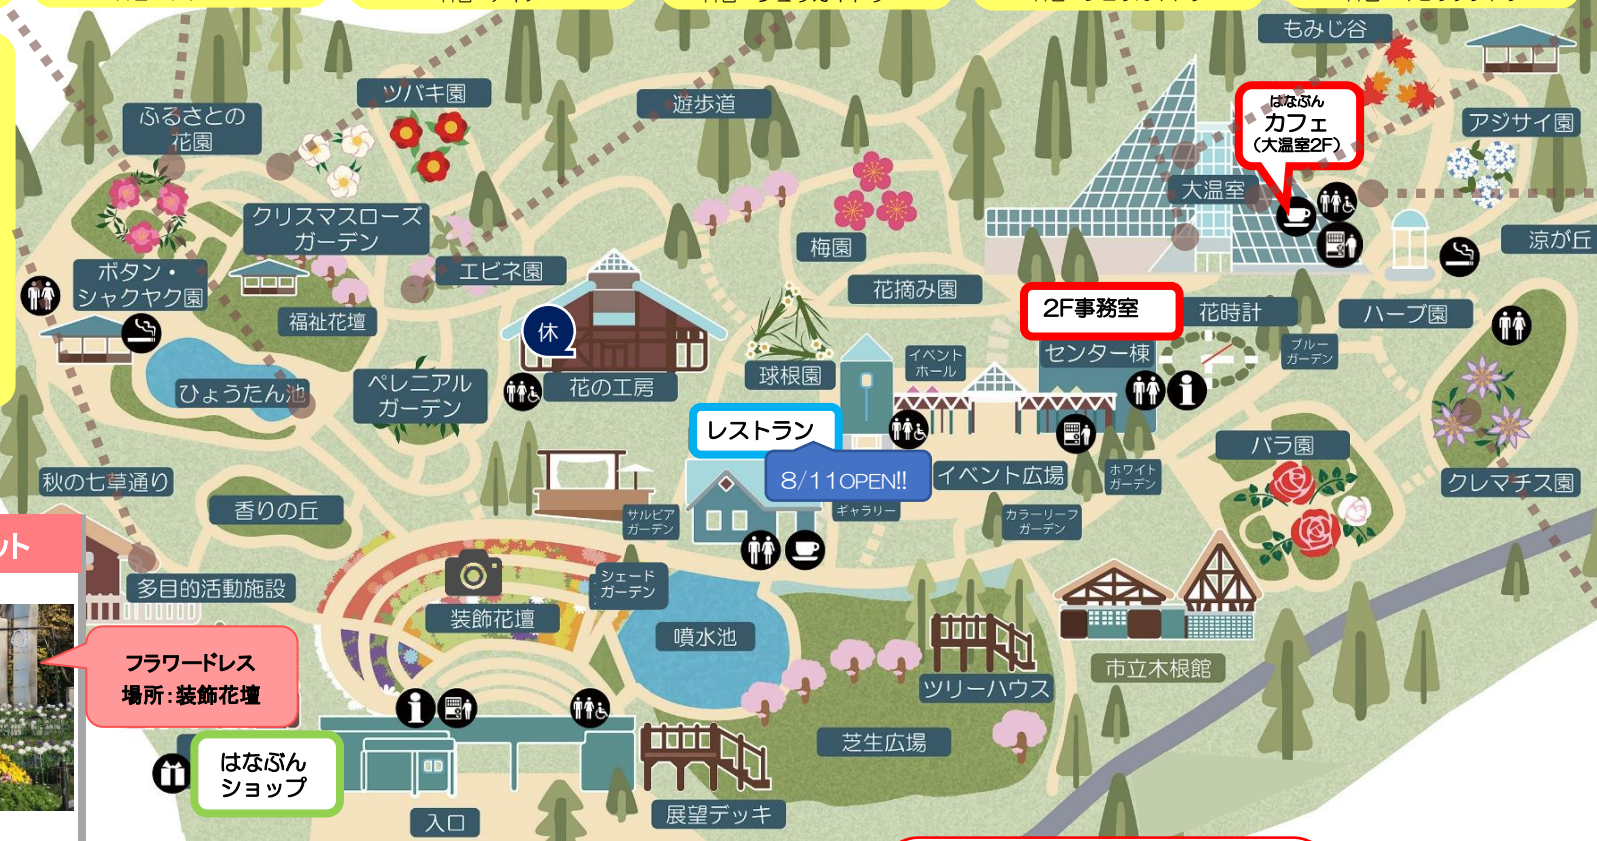 もみじ谷
ツバキ園
遊歩道
ふるさとの
花園
はなぶん
カフェ
(大温室2F)
アジサイ園
大温室
クリスマスローズ
ガーデン
梅園
涼が丘
エビネ園
ボタン・
シャクヤク園
花摘み園
2F事務室
花時計
ハーブ園
福祉花壇
休
センター棟
ブルー
ガーデン
イベント
ホール
球根園
花の工房
ペレニアル
ガーデン
ひょうたん池
レストラン
8/11OPEN!!
イベント広場
ホワイト
ガーデン
バラ園
クレマチス園
秋の七草通り
香りの丘
サルビア
ガーデン
ギャラリー
カラーリーフ
ガーデン
ット
多目的活動施設
シェード
ガーデン
装飾花壇
噴水池
フラワードレス
場所:装飾花壇
市立木根館
ツリーハウス
芝生広場
はなぶん
ショップ
展望デッキ
入口